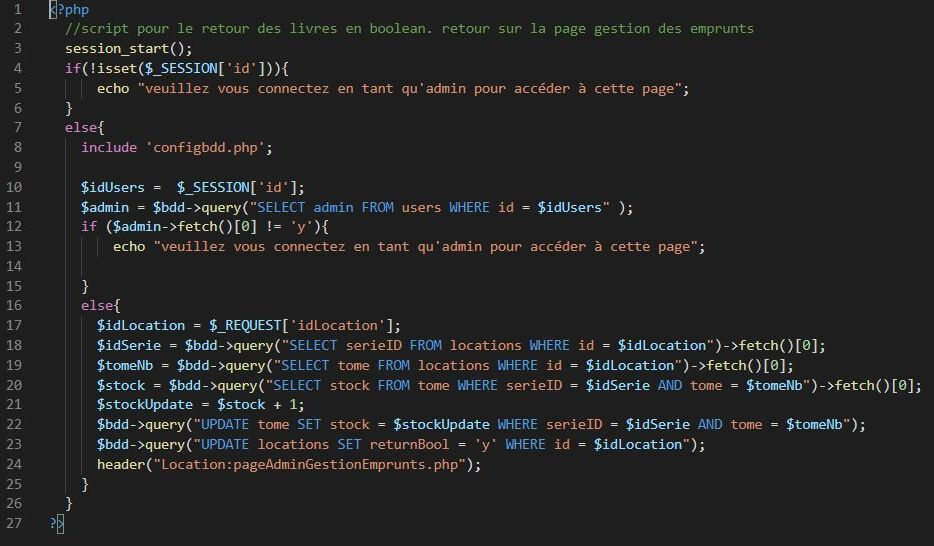 1 <?php
2 //script pour le retour des livres en boolean. retour sur la page gestion des emprunts
3 session_start();
4 if(!isset($_SESSION['id'])){
5 echo "veuillez vous connectez en tant qu'admin pour accéder à cette page";
6 }
7 else{
8 include 'configbdd.php';
9
10 $idUsers =  $_SESSION['id'];
11 $admin = $bdd->query("SELECT admin FROM users WHERE id = $idUsers" );
12 if ($admin->fetch()[0] != 'y'){
13 echo "veuillez vous connectez en tant qu'admin pour accéder à cette page";
14
15 }
16 else{
17 $idLocation = $_REQUEST['idLocation'];
18 $idSerie = $bdd->query("SELECT serieID FROM locations WHERE id = $idLocation")->fetch()[0];
19 $tomeNb = $bdd->query("SELECT tome FROM locations WHERE id = $idLocation")->fetch()[0];
20 $stock = $bdd->query("SELECT stock FROM tome WHERE serieID = $idSerie AND tome = $tomeNb")->fetch()[0];
21 $stockUpdate = $stock + 1;
22 $bdd->query("UPDATE tome SET stock = $stockUpdate WHERE serieID = $idSerie AND tome = $tomeNb");
23 $bdd->query("UPDATE locations SET returnBool = 'y' WHERE id = $idLocation");
24 header("Location:pageAdminGestionEmprunts.php");
25 }
26 }
27 ?>